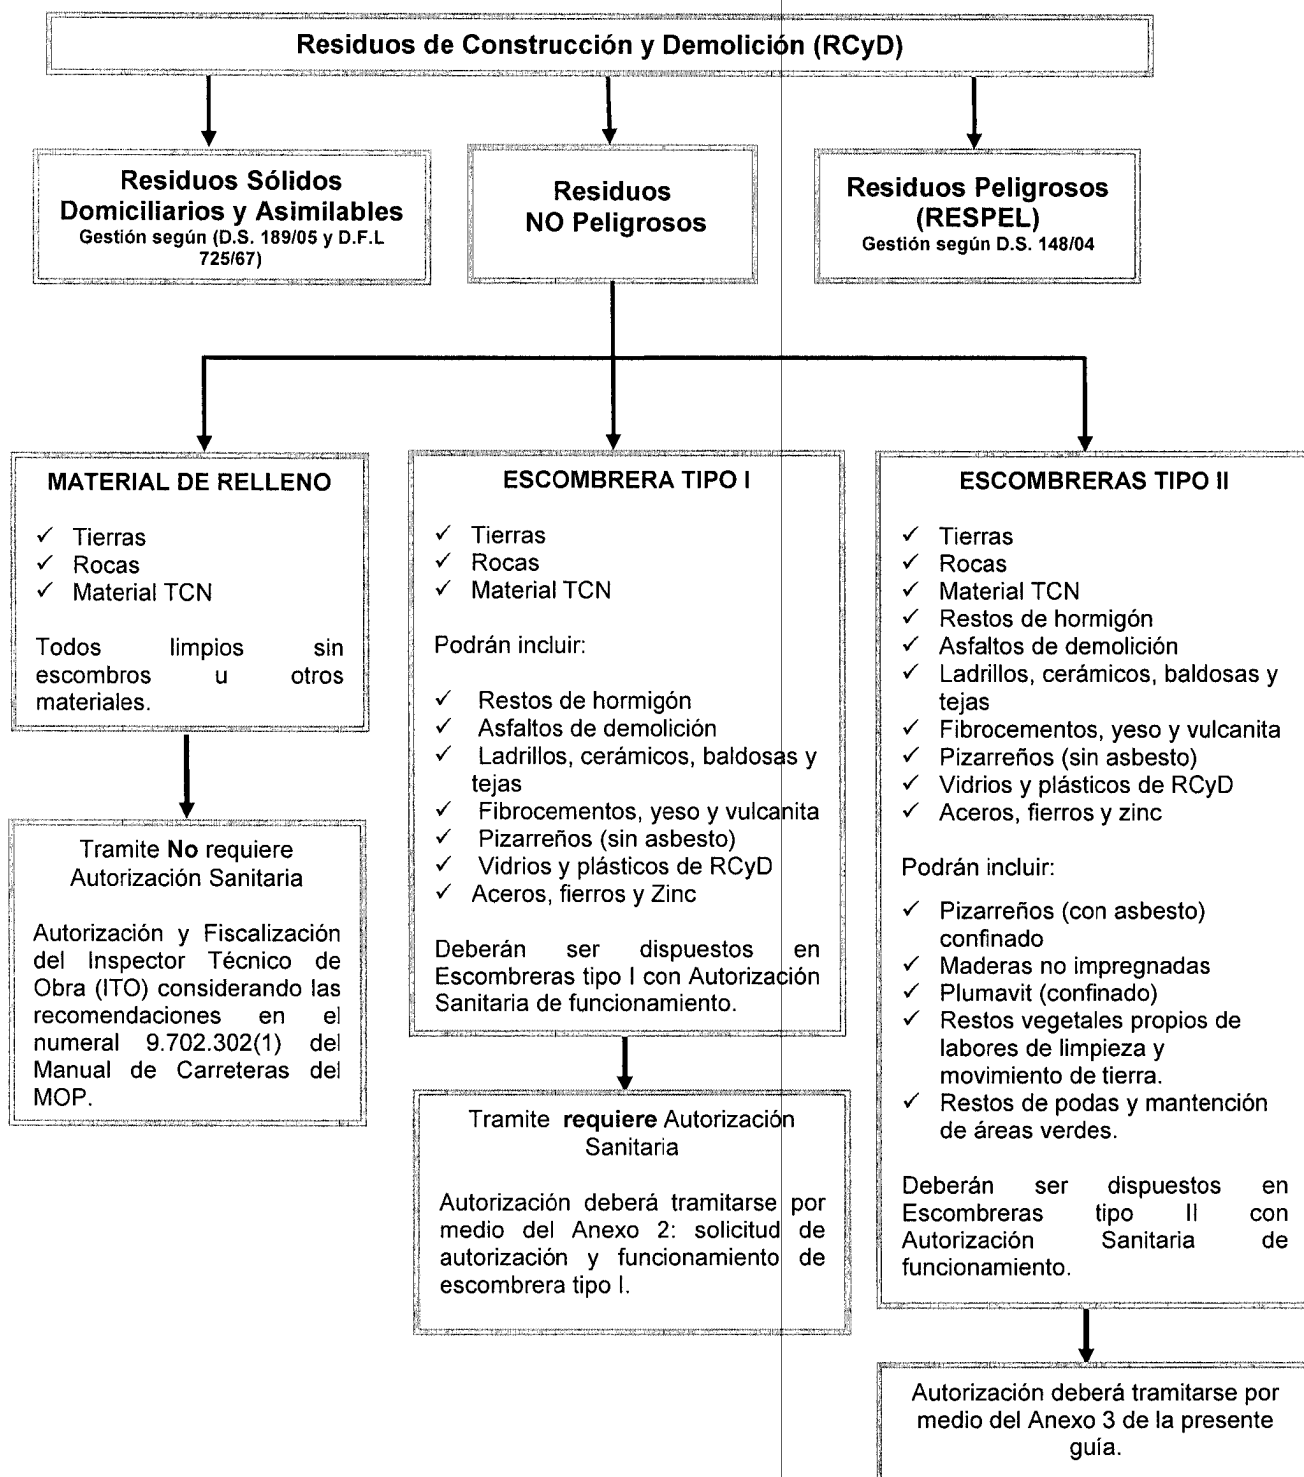 Residuos de Construcción y Demolición (RCyD)
Residuos Sólidos
Domiciliarios y Asimilables
Gestión según (D.S. 189/05 y D.F.L
725/67)
Residuos
NO Peligrosos
Residuos Peligrosos
(RESPEL)
Gestión según D.S. 148/04
MATERIAL DE RELLENO
✓ Tierras
✓ Rocas
✓ Material TCN
Todos limpios sin
escombros u otros
materiales.
Tramite No requiere
Autorización Sanitaria
Autorización y Fiscalización
del Inspector Técnico de
Obra (ITO) considerando las
recomendaciones en el
numeral 9.702.302(1) del
Manual de Carreteras del
MOP.
ESCOMBRERA TIPO I
✓ Tierras
✓ Rocas
✓ Material TCN
Podrán incluir:
✓ Restos de hormigón
✓ Asfaltos de demolición
✓ Ladrillos, cerámicos, baldosas y
tejas
✓ Fibrocementos, yeso y vulcanita
✓ Pizarreños (sin asbesto)
✓ Vidrios y plásticos de RCyD
✓ Aceros, fierros y Zinc
Deberán ser dispuestos en
Escombreras tipo I con Autorización
Sanitaria de funcionamiento.
Tramite requiere Autorización
Sanitaria
Autorización deberá tramitarse por
medio del Anexo 2: solicitud de
autorización y funcionamiento de
escombrera tipo I.
ESCOMBRERAS TIPO II
✓ Tierras
✓ Rocas
✓ Material TCN
✓ Restos de hormigón
✓ Asfaltos de demolición
✓ Ladrillos, cerámicos, baldosas y
tejas
✓ Fibrocementos, yeso y vulcanita
✓ Pizarreños (sin asbesto)
✓ Vidrios y plásticos de RCyD
✓ Aceros, fierros y zinc
Podrán incluir:
✓ Pizarreños (con asbesto)
confinado
✓ Maderas no impregnadas
✓ Plumavit (confinado)
✓ Restos vegetales propios de
labores de limpieza y
movimiento de tierra.
✓ Restos de podas y mantención
de áreas verdes.
Deberán ser dispuestos en
Escombreras tipo II con
Autorización Sanitaria de
funcionamiento.
Autorización deberá tramitarse por
medio del Anexo 3 de la presente
guía.